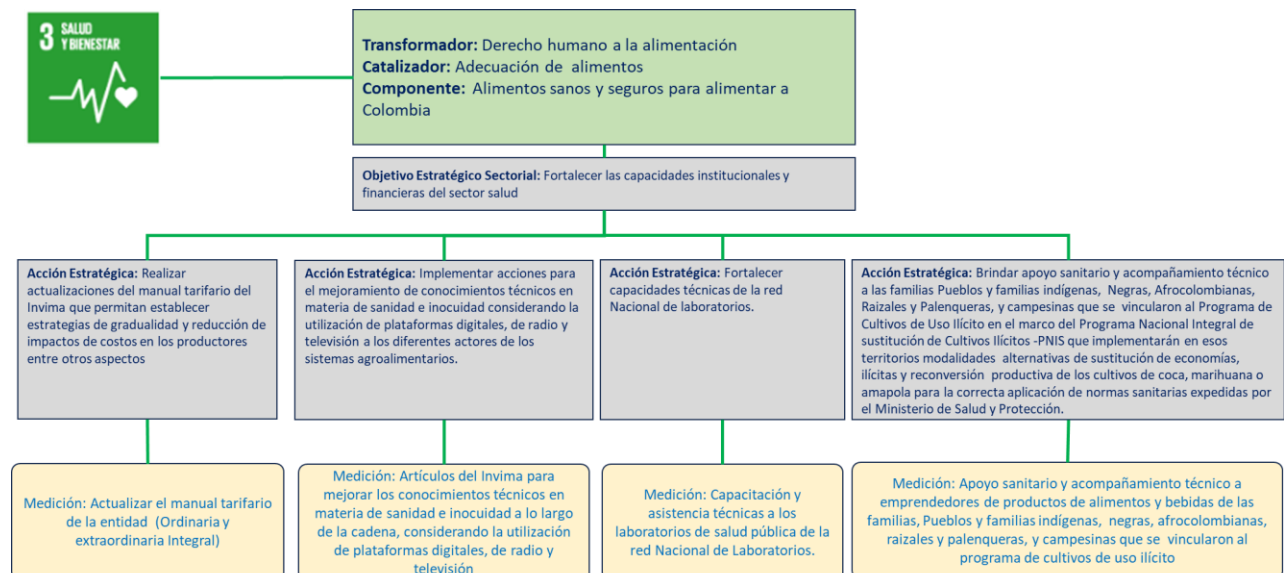 3 SALUD
Y BIENESTAR
Transformador: Derecho humano a la alimentación
Catalizador: Adecuación de alimentos
Componente: Alimentos sanos y seguros para alimentar a
Colombia
Objetivo Estratégico Sectorial: Fortalecer las capacidades institucionales y
financieras del sector salud
Acción Estratégica: Realizar
actualizaciones del manual tarifario del
Invima que permitan establecer
estrategias de gradualidad y reducción de
impactos de costos en los productores
entre otros aspectos
Acción Estratégica: Implementar acciones para
el mejoramiento de conocimientos técnicos en
materia de sanidad e inocuidad considerando la
utilización de plataformas digitales, de radio y
televisión a los diferentes actores de los
sistemas agroalimentarios.
Acción Estratégica: Fortalecer
capacidades técnicas de la red
Nacional de laboratorios.
Acción Estratégica: Brindar apoyo sanitario y acompañamiento técnico
a las familias Pueblos y familias indígenas, Negras, Afrocolombianas,
Raizales y Palenqueras, y campesinas que se vincularon al Programa de
Cultivos de Uso Ilícito en el marco del Programa Nacional Integral de
sustitución de Cultivos Ilícitos -PNIS que implementarán en esos
territorios modalidades alternativas de sustitución de economías,
ilícitas y reconversión productiva de los cultivos de coca, marihuana o
amapola para la correcta aplicación de normas sanitarias expedidas por
el Ministerio de Salud y Protección.
Medición: Actualizar el manual tarifario
de la entidad (Ordinaria y
extraordinaria Integral)
Medición: Artículos del Invima para
mejorar los conocimientos técnicos en
materia de sanidad e inocuidad a lo largo
de la cadena, considerando la utilización
de plataformas digitales, de radio y
televisión
Medición: Capacitación y
asistencia técnicas a los
laboratorios de salud pública de la
red Nacional de Laboratorios.
Medición: Apoyo sanitario y acompañamiento técnico a
emprendedores de productos de alimentos y bebidas de las
familias, Pueblos y familias indígenas, negras, afrocolombianas,
raizales y palenqueras, y campesinas que se vincularon al
programa de cultivos de uso ilícito